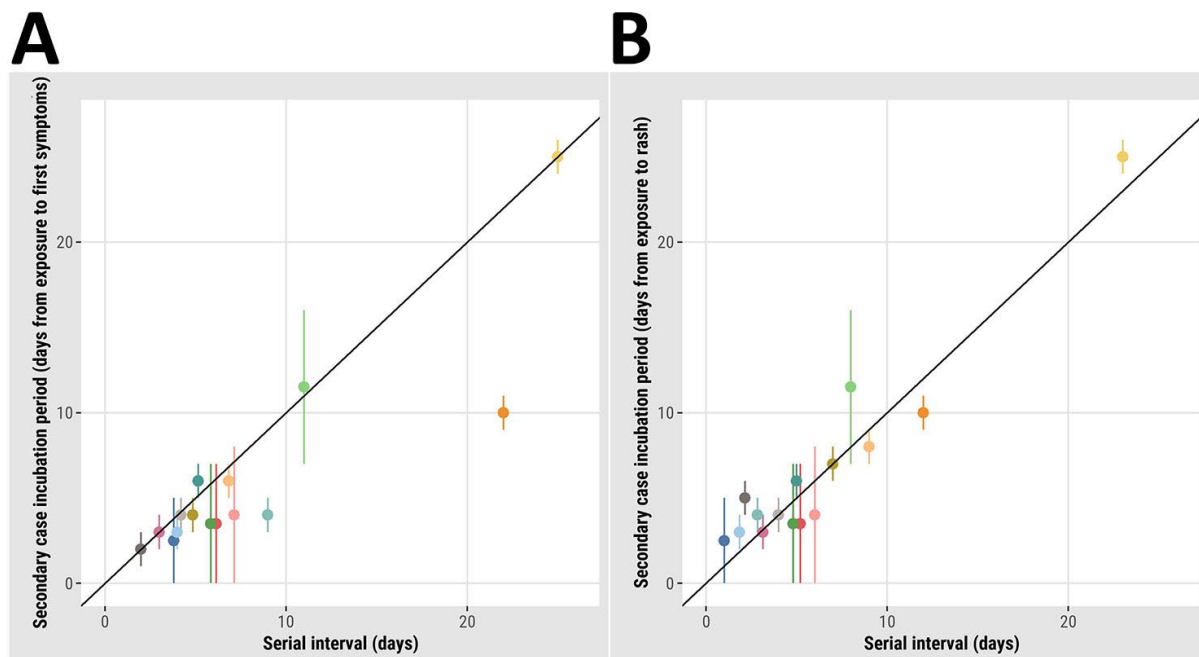 A
Secondary case incubation period (days from exposure to first symptoms)
20
10
0
0 10 20
Serial interval (days)
B
Secondary case incubation period (days from exposure to rash)
20
10
0
0 10 20
Serial interval (days)